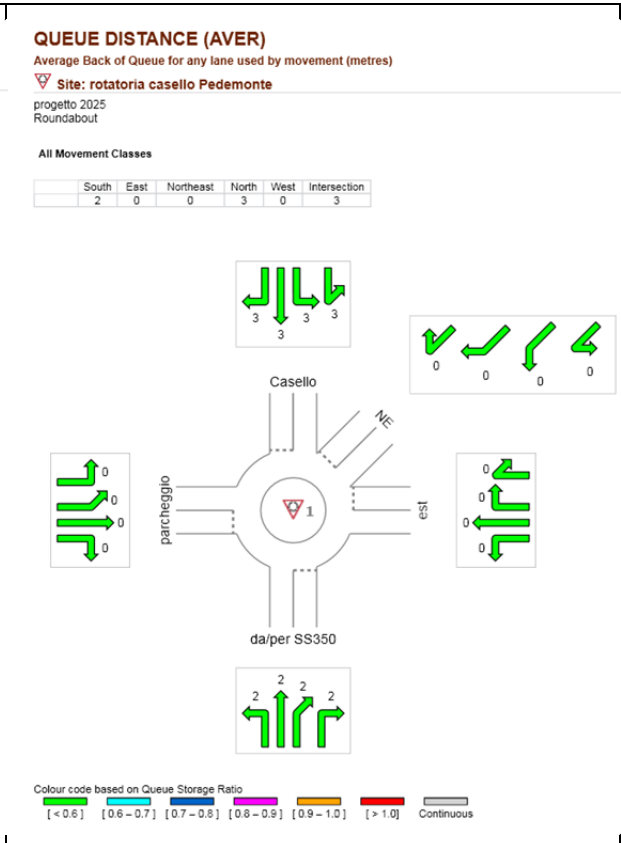 QUEUE DISTANCE (AVER)
Average Back of Queue for any lane used by movement (metres)
Site: rotatoria casello Pedemonte
progetto 2025
Roundabout
All Movement Classes
South East Northeast North West Intersection
2 0 0 3 0 3
3 3 3 3
0 0 0 0
Casello
NE
0 0 0 0
parcheggio
1
est
0 0 0 0
da/per SS350
2 2 2 2
Colour code based on Queue Storage Ratio
[ < 0.6 ] [ 0.6 – 0.7 ] [ 0.7 – 0.8 ] [ 0.8 – 0.9 ] [ 0.9 – 1.0 ] [ > 1.0 ] Continuous